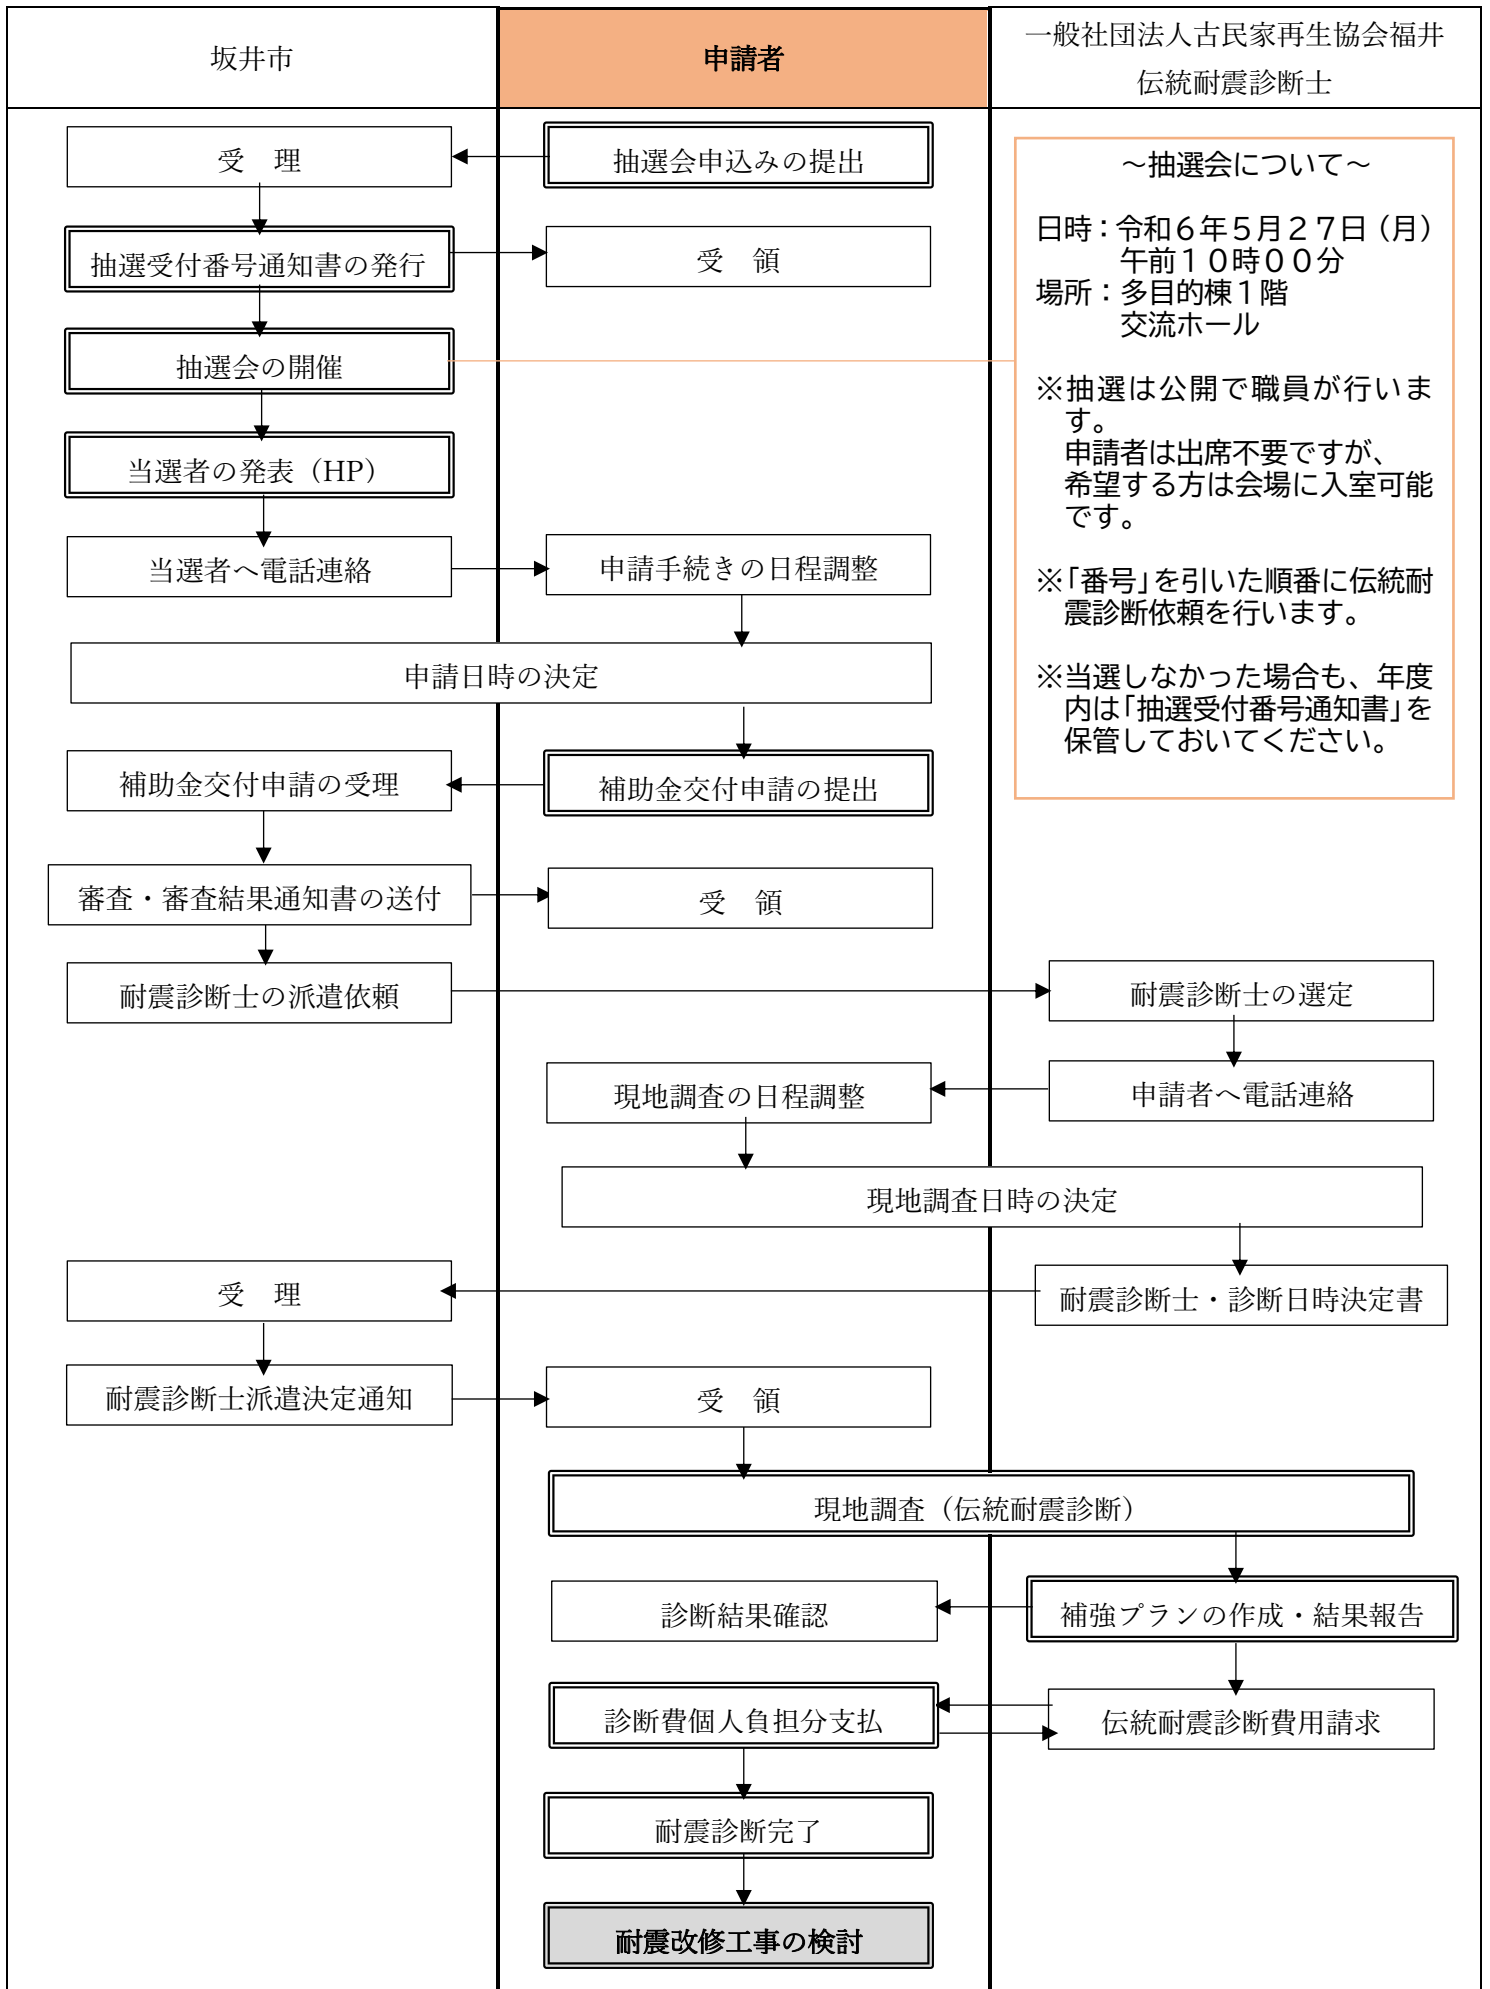 坂井市
申請者
一般社団法人古民家再生協会福井
伝統耐震診断士
受　理
抽選会申込みの提出
抽選受付番号通知書の発行
受　領
抽選会の開催
当選者の発表（HP）
当選者へ電話連絡
申請手続きの日程調整
申請日時の決定
～抽選会について～
日時：令和６年５月２７日（月）
午前１０時００分
場所：多目的棟１階
交流ホール
※抽選は公開で職員が行いま
す。
申請者は出席不要ですが、
希望する方は会場に入室可能
です。
※「番号」を引いた順番に伝統耐
震診断依頼を行います。
※当選しなかった場合も、年度
内は「抽選受付番号通知書」を
保管しておいてください。
補助金交付申請の受理
補助金交付申請の提出
審査・審査結果通知書の送付
受　領
耐震診断士の派遣依頼
耐震診断士の選定
現地調査の日程調整
申請者へ電話連絡
現地調査日時の決定
受　理
耐震診断士・診断日時決定書
耐震診断士派遣決定通知
受　領
現地調査（伝統耐震診断）
診断結果確認
補強プランの作成・結果報告
診断費個人負担分支払
伝統耐震診断費用請求
耐震診断完了
耐震改修工事の検討